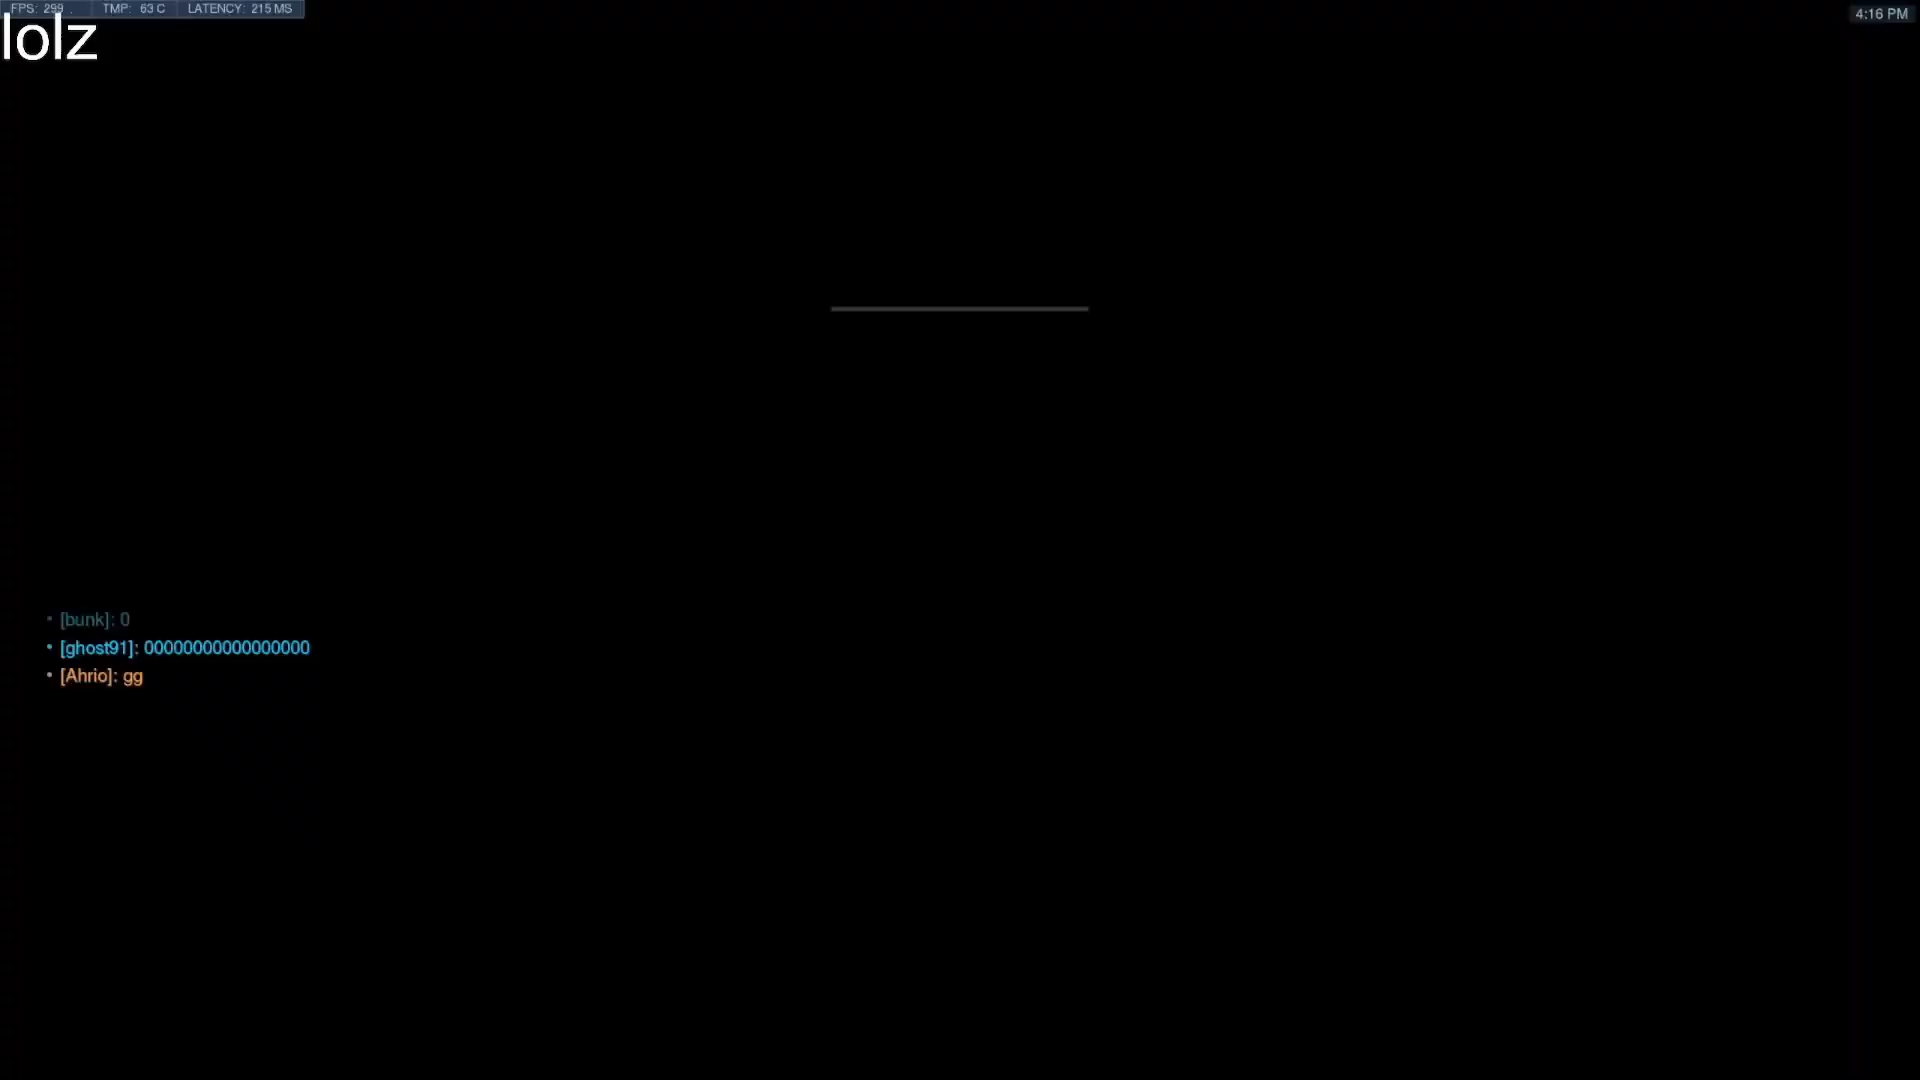 FPS: 299 TMP: 63 C LATENCY: 215 MS
4:16 PM
lolz
• [bunk]: 0
• [ghost91]: 00000000000000000
• [Ahrio]: gg